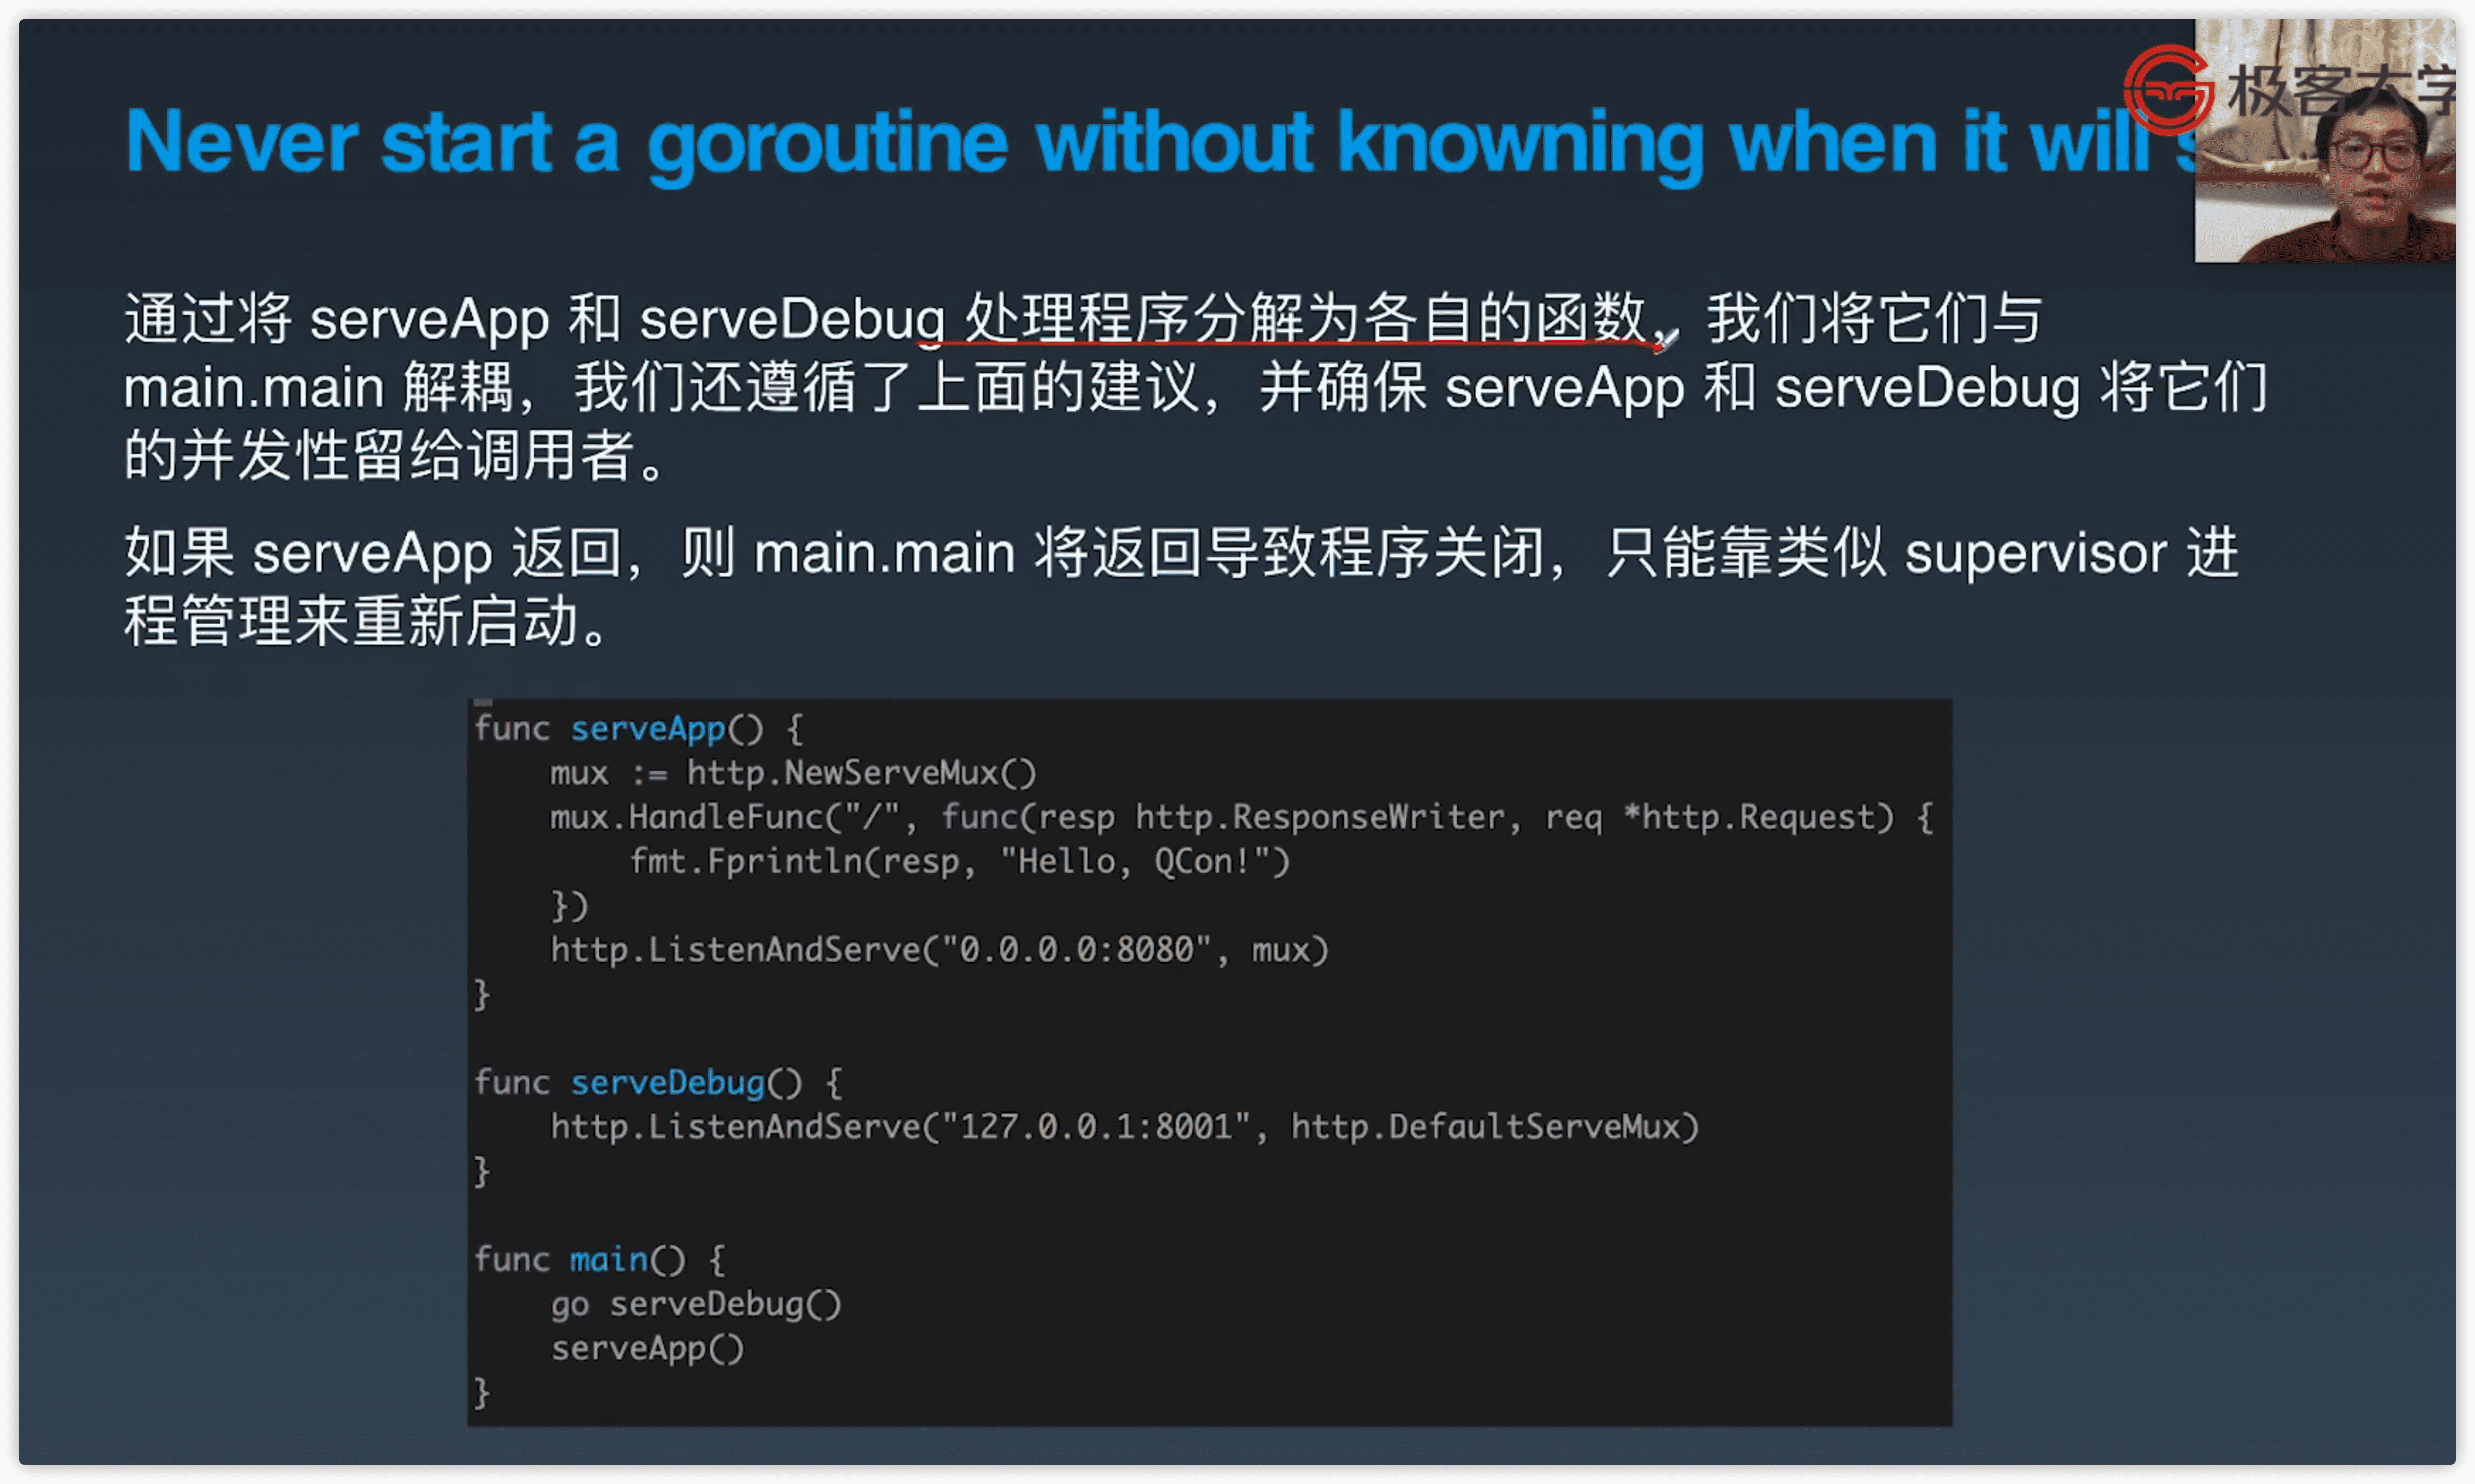 极客大学
Never start a goroutine without knowning when it will s
通过将 serveApp 和 serveDebug 处理程序分解为各自的函数，我们将它们与
main.main 解耦，我们还遵循了上面的建议，并确保 serveApp 和 serveDebug 将它们
的并发性留给调用者。
如果 serveApp 返回，则 main.main 将返回导致程序关闭，只能靠类似 supervisor 进
程管理来重新启动。
func serveApp() {
    mux := http.NewServeMux()
    mux.HandleFunc("/", func(resp http.ResponseWriter, req *http.Request) {
        fmt.Fprintln(resp, "Hello, QCon!")
    })
    http.ListenAndServe("0.0.0.0:8080", mux)
}
func serveDebug() {
    http.ListenAndServe("127.0.0.1:8001", http.DefaultServeMux)
}
func main() {
    go serveDebug()
    serveApp()
}